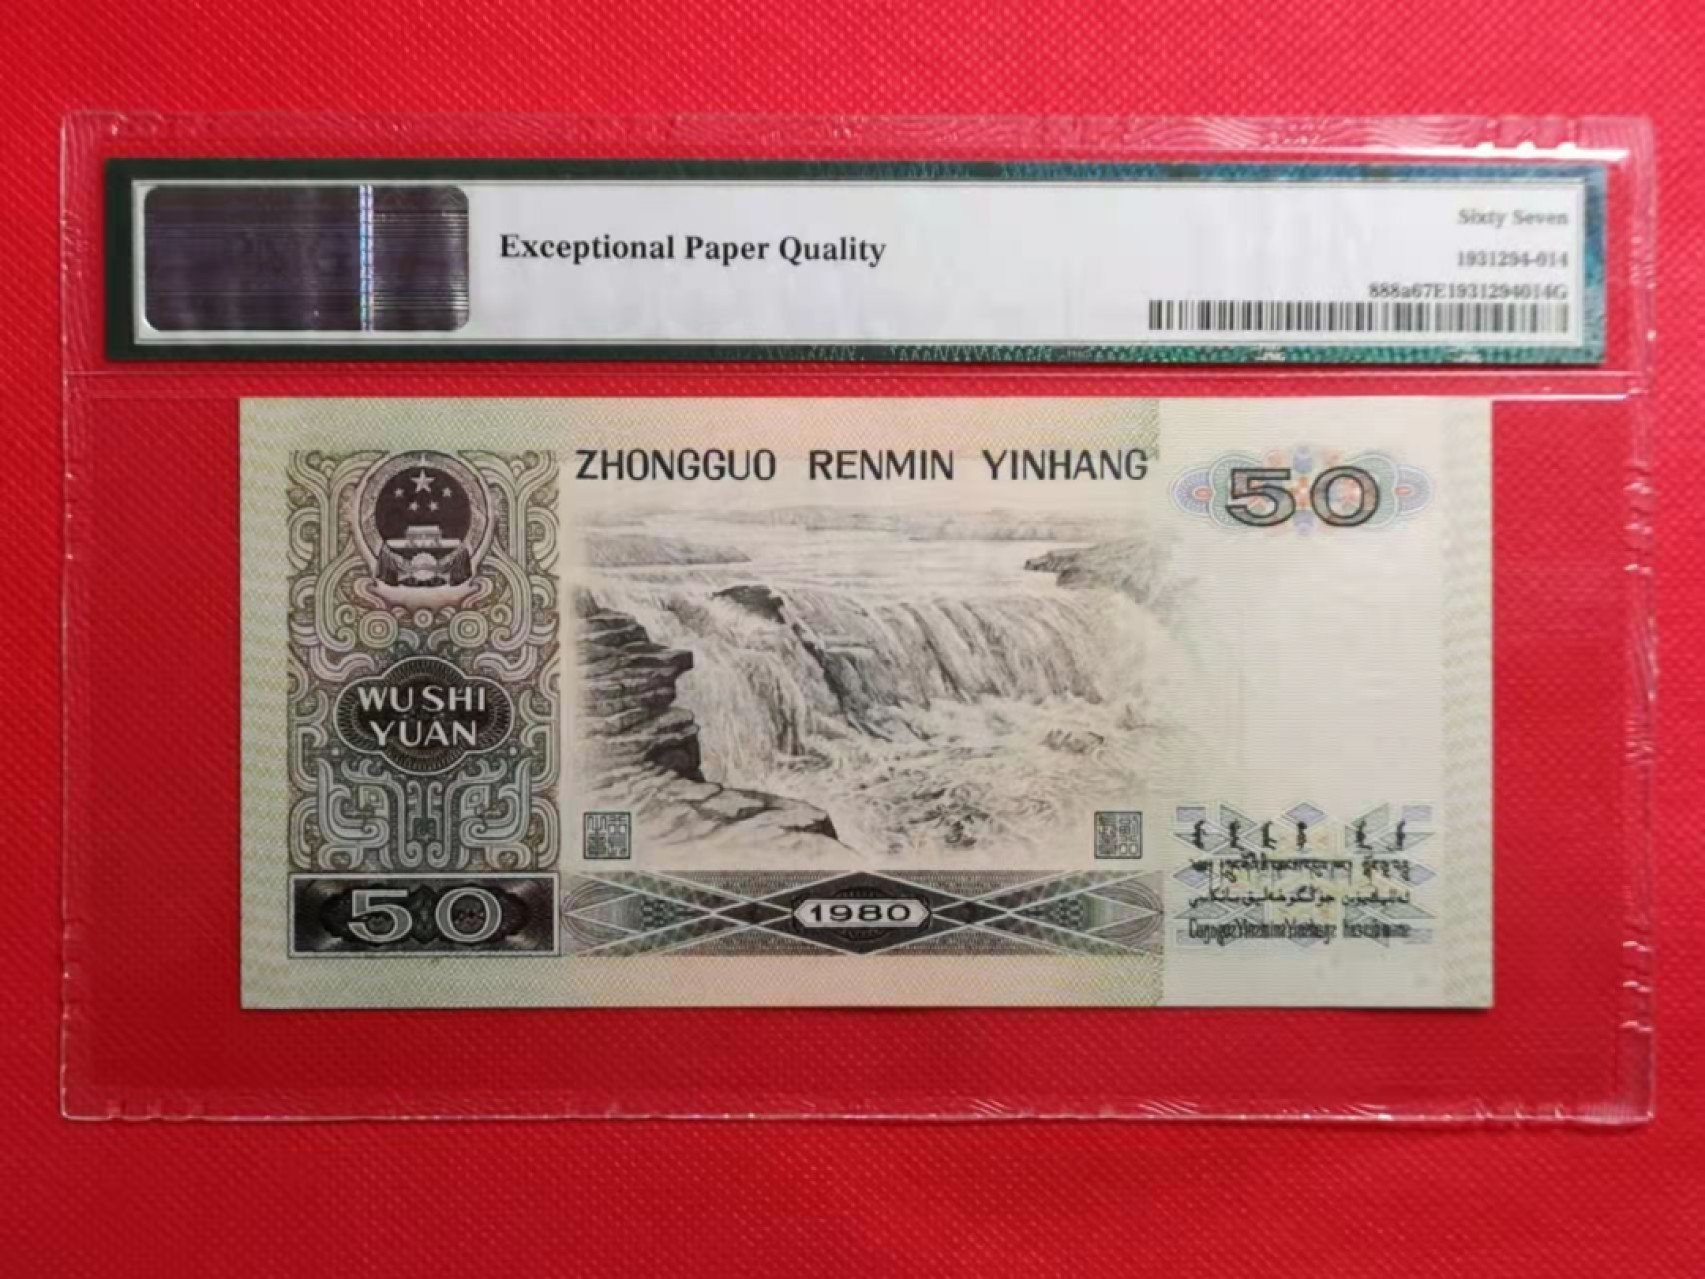 Exceptional Paper Quality
Sixty Seven
1931294-014
888a67E1931294014G
ZHONGGUO RENMIN YINHANG
50
WU SHI
YUAN
50
1980